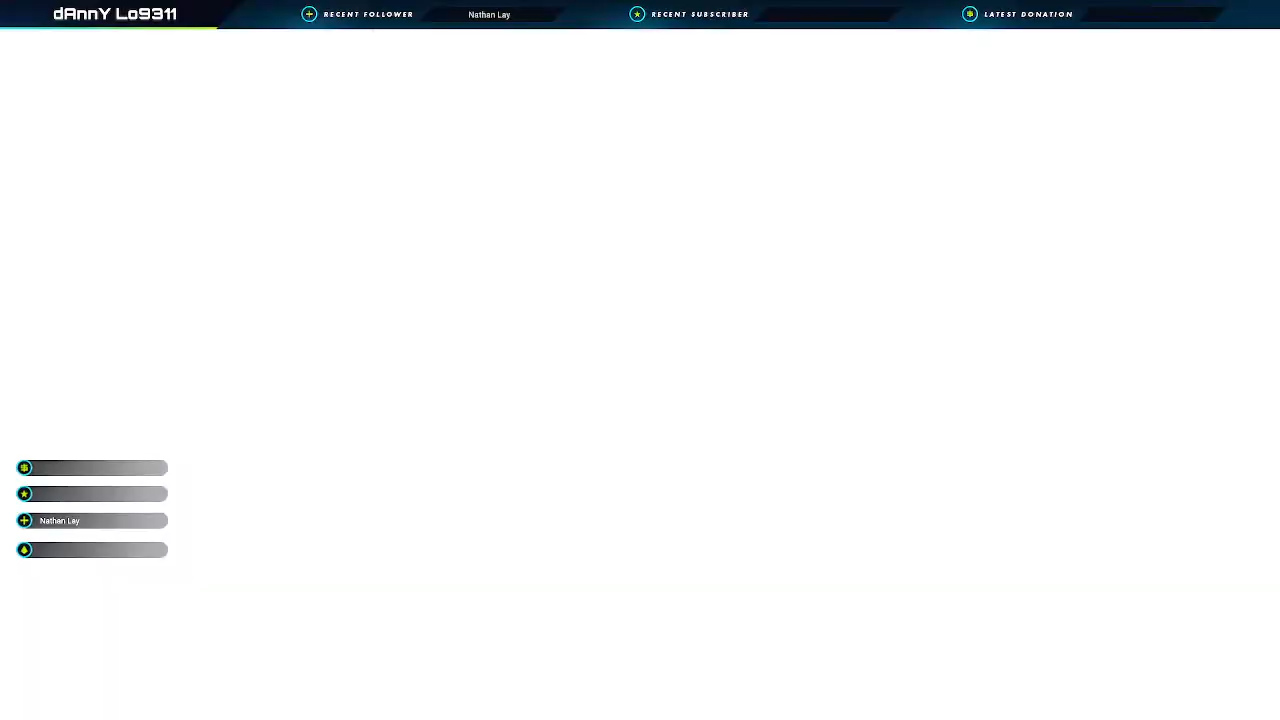 dAnnY Lo9311
RECENT FOLLOWER
Nathan Lay
RECENT SUBSCRIBER
LATEST DONATION
Nathan Lay